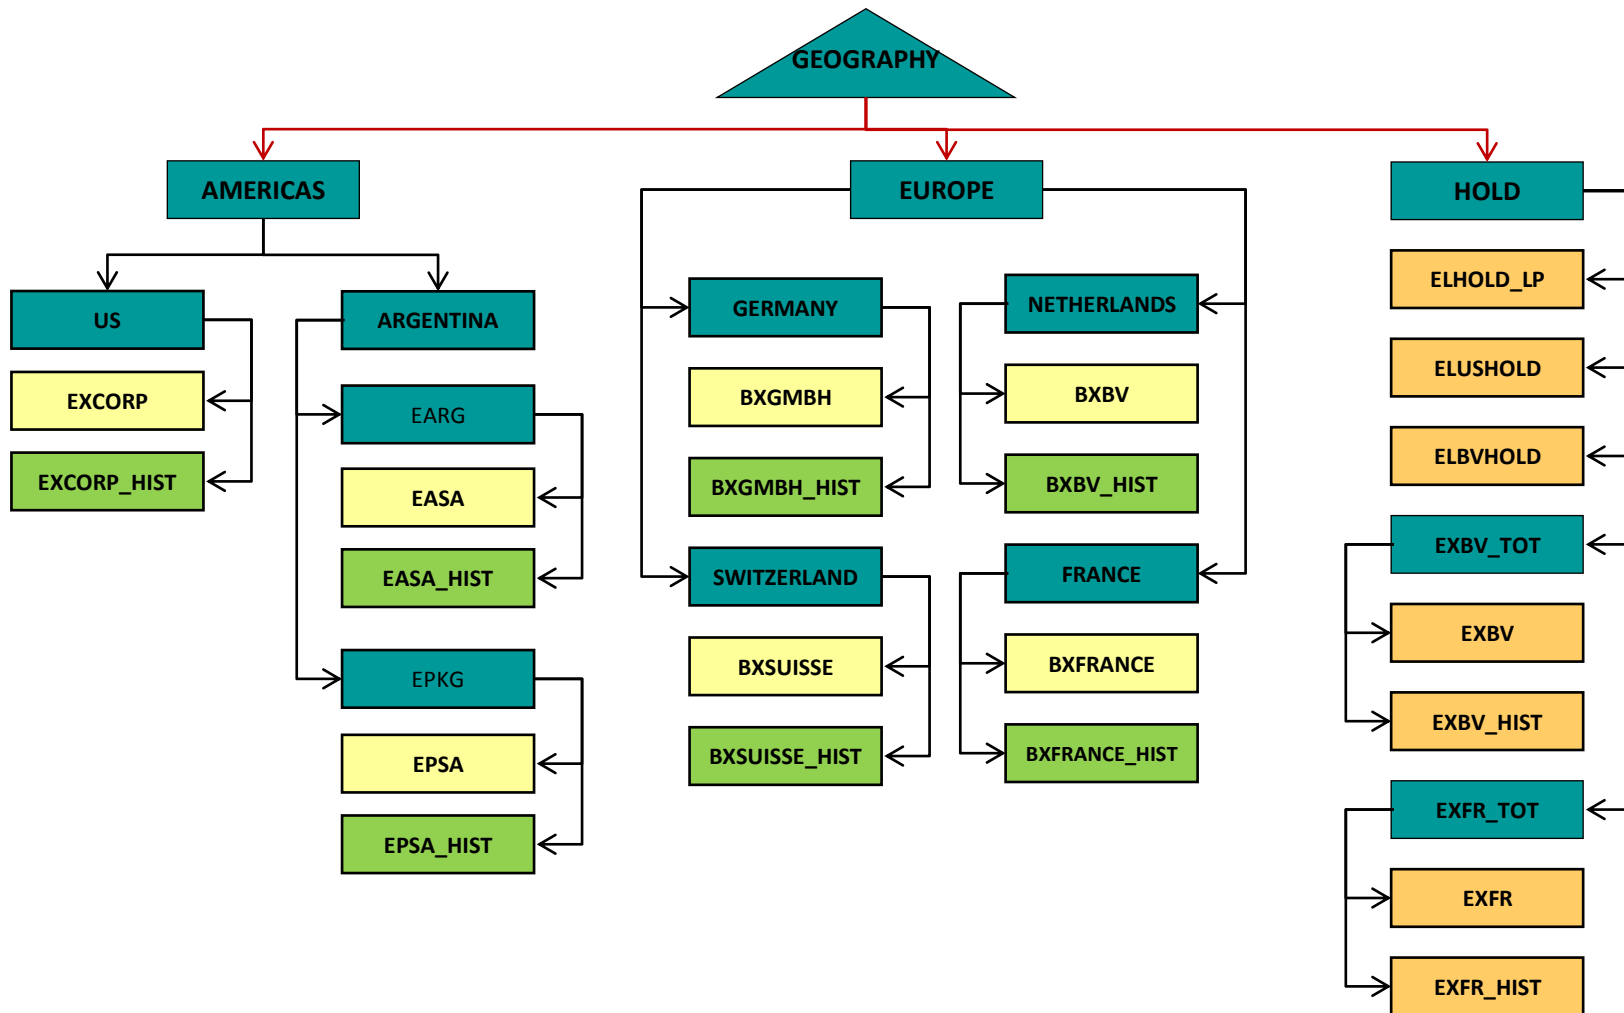 GEOGRAPHY
AMERICAS
EUROPE
HOLD
US
ARGENTINA
EXCORP
EXCORP_HIST
EARG
EASA
EASA_HIST
EPKG
EPSA
EPSA_HIST
GERMANY
BXGMBH
BXGMBH_HIST
SWITZERLAND
BXSUISSE
BXSUISSE_HIST
NETHERLANDS
BXBV
BXBV_HIST
FRANCE
BXFRANCE
BXFRANCE_HIST
ELHOLD_LP
ELUSHOLD
ELBVHOLD
EXBV_TOT
EXBV
EXBV_HIST
EXFR_TOT
EXFR
EXFR_HIST